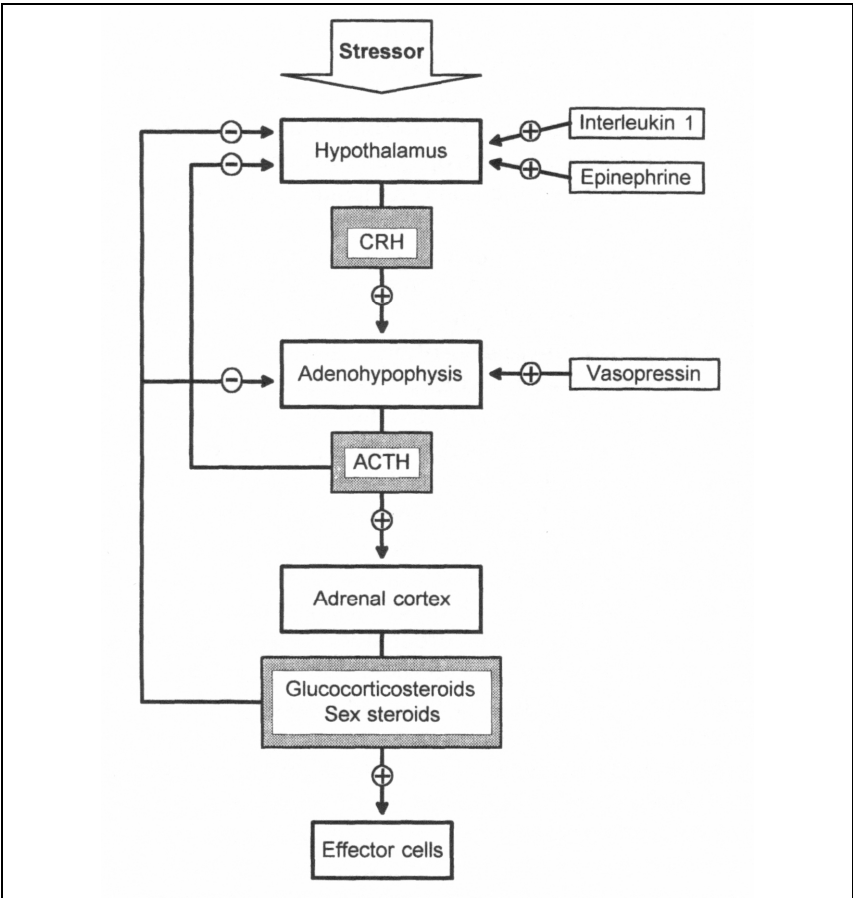 Stressor
Hypothalamus
Interleukin 1
Epinephrine
CRH
Adenohypophysis
Vasopressin
ACTH
Adrenal cortex
Glucocorticosteroids
Sex steroids
Effector cells